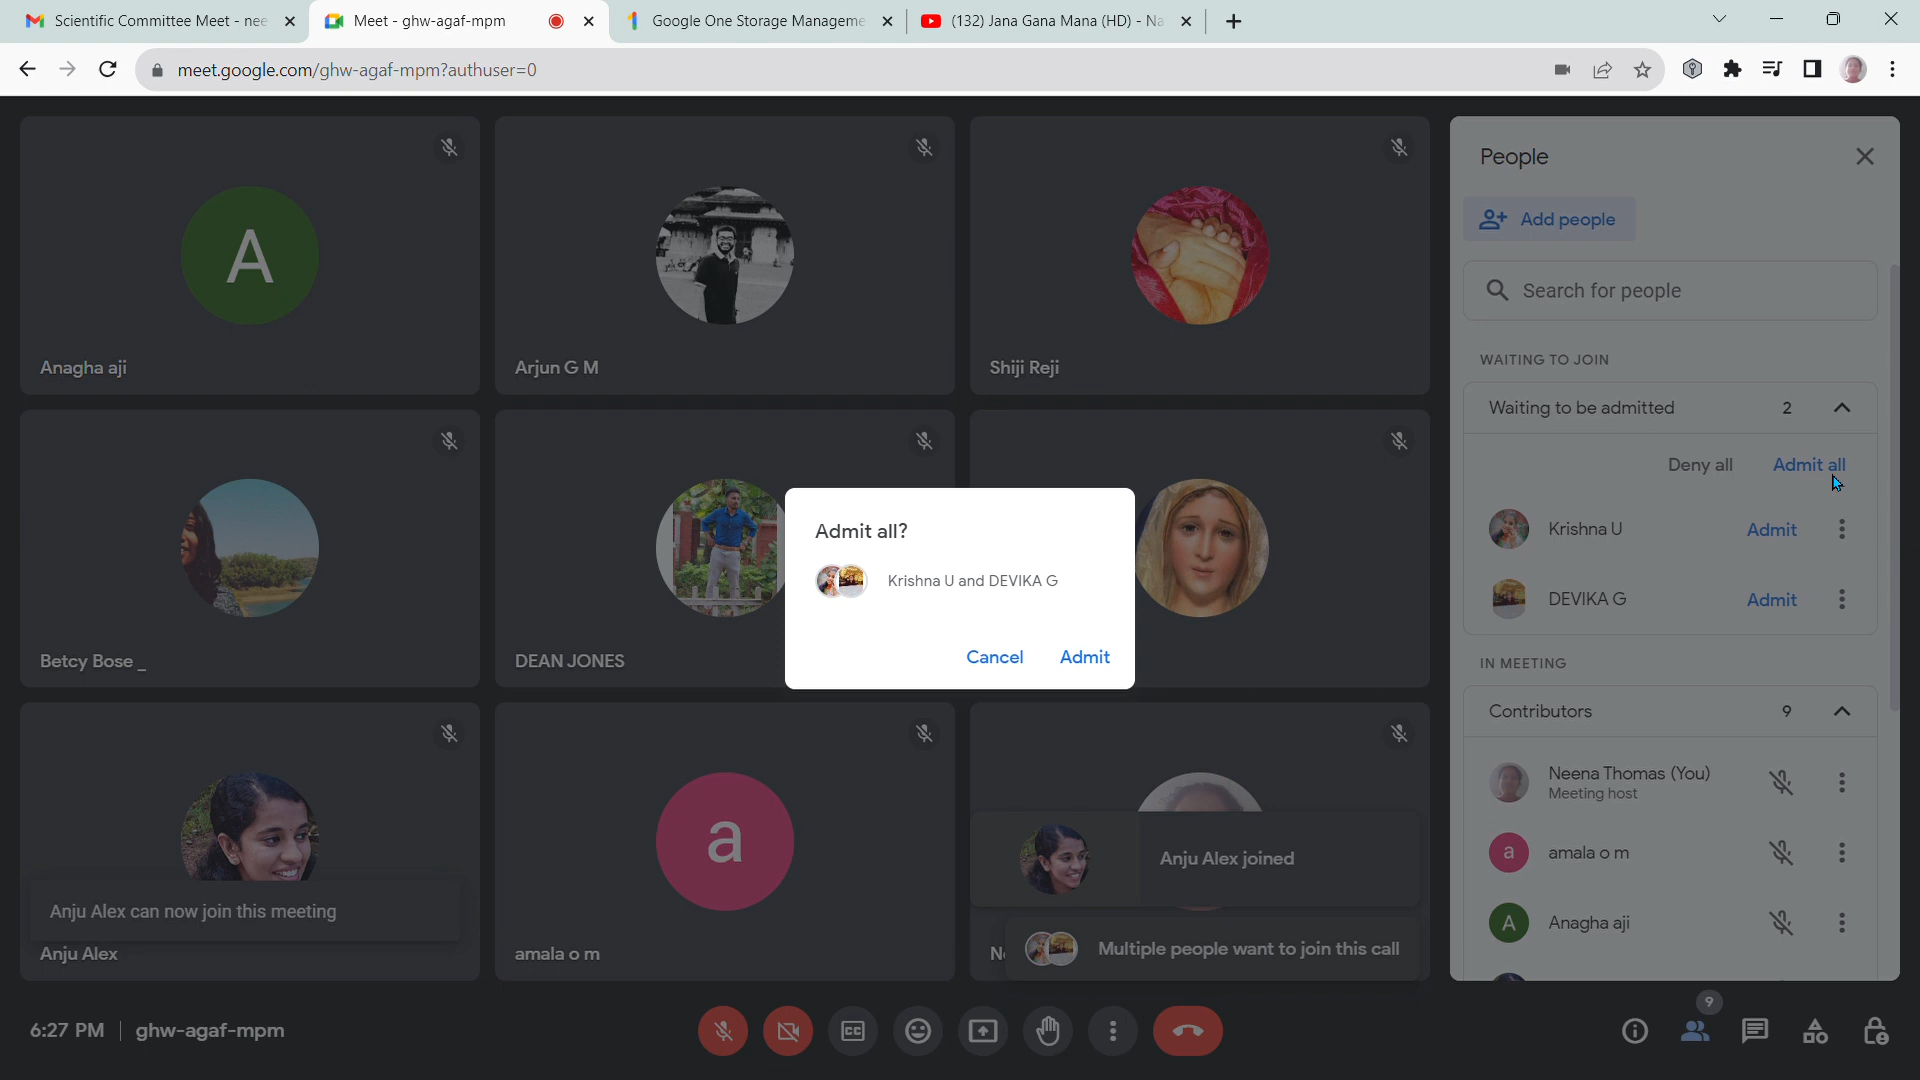 Scientific Committee Meet - nee
Meet - ghw-agaf-mpm
Google One Storage Manageme
(132) Jana Gana Mana (HD) - Na
meet.google.com/ghw-agaf-mpm?authuser=0
A
Anagha aji
Arjun G M
Shiji Reji
Betcy Bose _
DEAN JONES
Admit all?
Krishna U and DEVIKA G
Cancel Admit
Anju Alex can now join this meeting
Anju Alex
a
amala o m
Anju Alex joined
Multiple people want to join this call
People
Add people
Search for people
WAITING TO JOIN
Waiting to be admitted 2
Deny all Admit all
Krishna U Admit
DEVIKA G Admit
IN MEETING
Contributors 9
Neena Thomas (You)
Meeting host
a amala o m
A Anagha aji
6:27 PM | ghw-agaf-mpm
CC
9